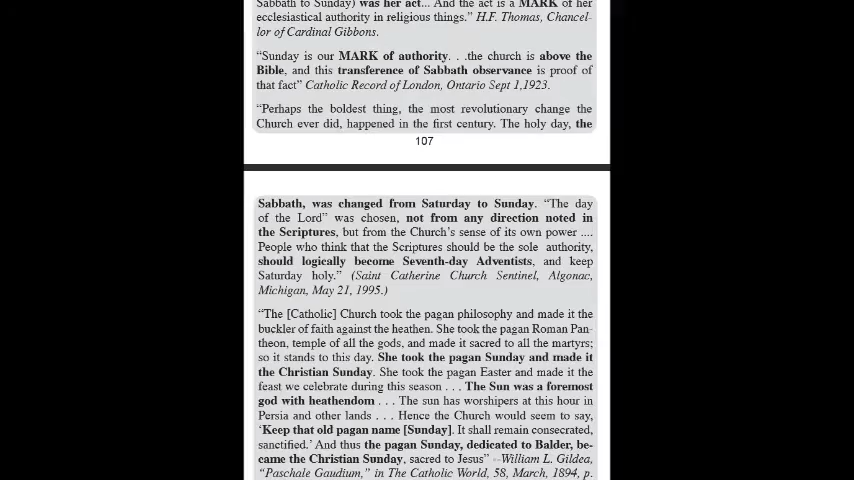 Sabbath to Sunday) was her act... And the act is a MARK of her
ecclesiastical authority in religious things.” H.F. Thomas, Chancel-
lor of Cardinal Gibbons.
“Sunday is our MARK of authority. . .the church is above the
Bible, and this transference of Sabbath observance is proof of
that fact” Catholic Record of London, Ontario Sept 1,1923.
“Perhaps the boldest thing, the most revolutionary change the
Church ever did, happened in the first century. The holy day, the
107
Sabbath, was changed from Saturday to Sunday. “The day
of the Lord” was chosen, not from any direction noted in
the Scriptures, but from the Church’s sense of its own power ....
People who think that the Scriptures should be the sole authority,
should logically become Seventh-day Adventists, and keep
Saturday holy.” (Saint Catherine Church Sentinel, Algonac,
Michigan, May 21, 1995.)
“The [Catholic] Church took the pagan philosophy and made it the
buckler of faith against the heathen. She took the pagan Roman Pan-
theon, temple of all the gods, and made it sacred to all the martyrs;
so it stands to this day. She took the pagan Sunday and made it
the Christian Sunday. She took the pagan Easter and made it the
feast we celebrate during this season . . . The Sun was a foremost
god with heathendom . . . The sun has worshipers at this hour in
Persia and other lands . . . Hence the Church would seem to say,
‘Keep that old pagan name [Sunday]. It shall remain consecrated,
sanctified.’ And thus the pagan Sunday, dedicated to Balder, be-
came the Christian Sunday, sacred to Jesus” --William L. Gildea,
“Paschale Gaudium,” in The Catholic World, 58, March, 1894, p.